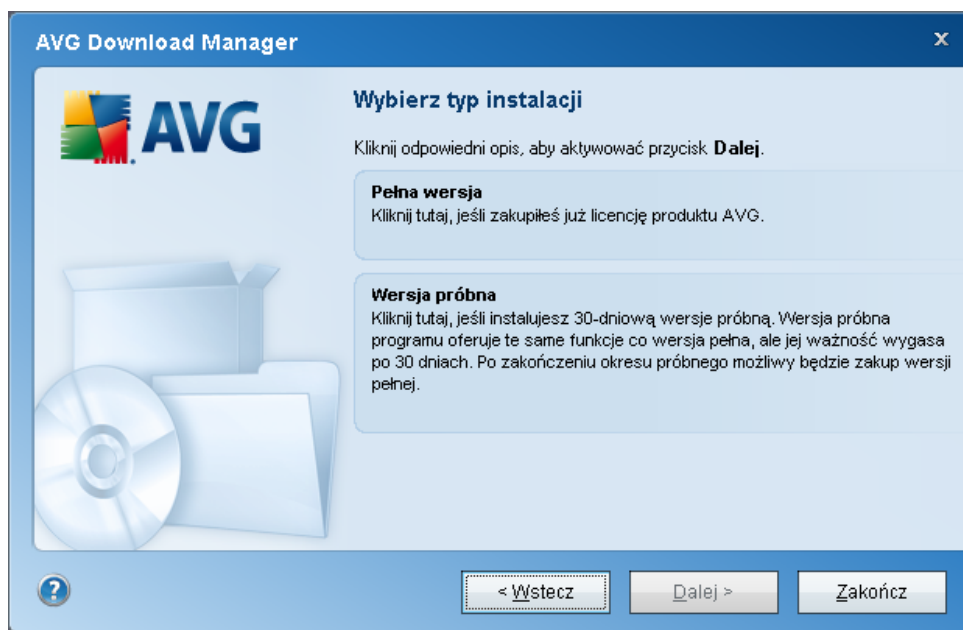 AVG Download Manager
x
AVG
Wybierz typ instalacji
Kliknij odpowiedni opis, aby aktywować przycisk Dalej.
Pełna wersja
Kliknij tutaj, jeśli zakupiłeś już licencję produktu AVG.
Wersja próbna
Kliknij tutaj, jeśli instalujesz 30-dniową wersje próbną. Wersja próbna
programu oferuje te same funkcje co wersja pełna, ale jej ważność wygasa
po 30 dniach. Po zakończeniu okresu próbnego możliwy będzie zakup wersji
pełnej.
?
< Wstecz
Dalej >
Zakończ